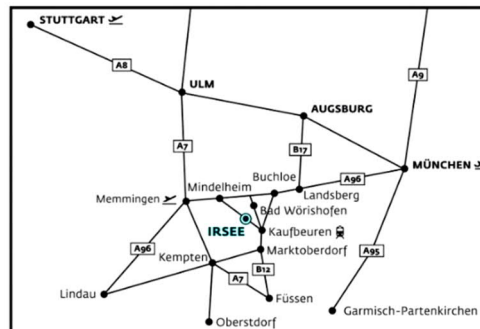 STUTTGART
A8
A9
ULM
AUGSBURG
A7
B17
MÜNCHEN
Buchloe
Mindelheim
A96
Landsberg
Memmingen
Bad Wörishofen
IRSEE
Kaufbeuren
Marktoberdorf
A96
A95
Kempten
A7
B12
Lindau
Füssen
Garmisch-Partenkirchen
Oberstdorf